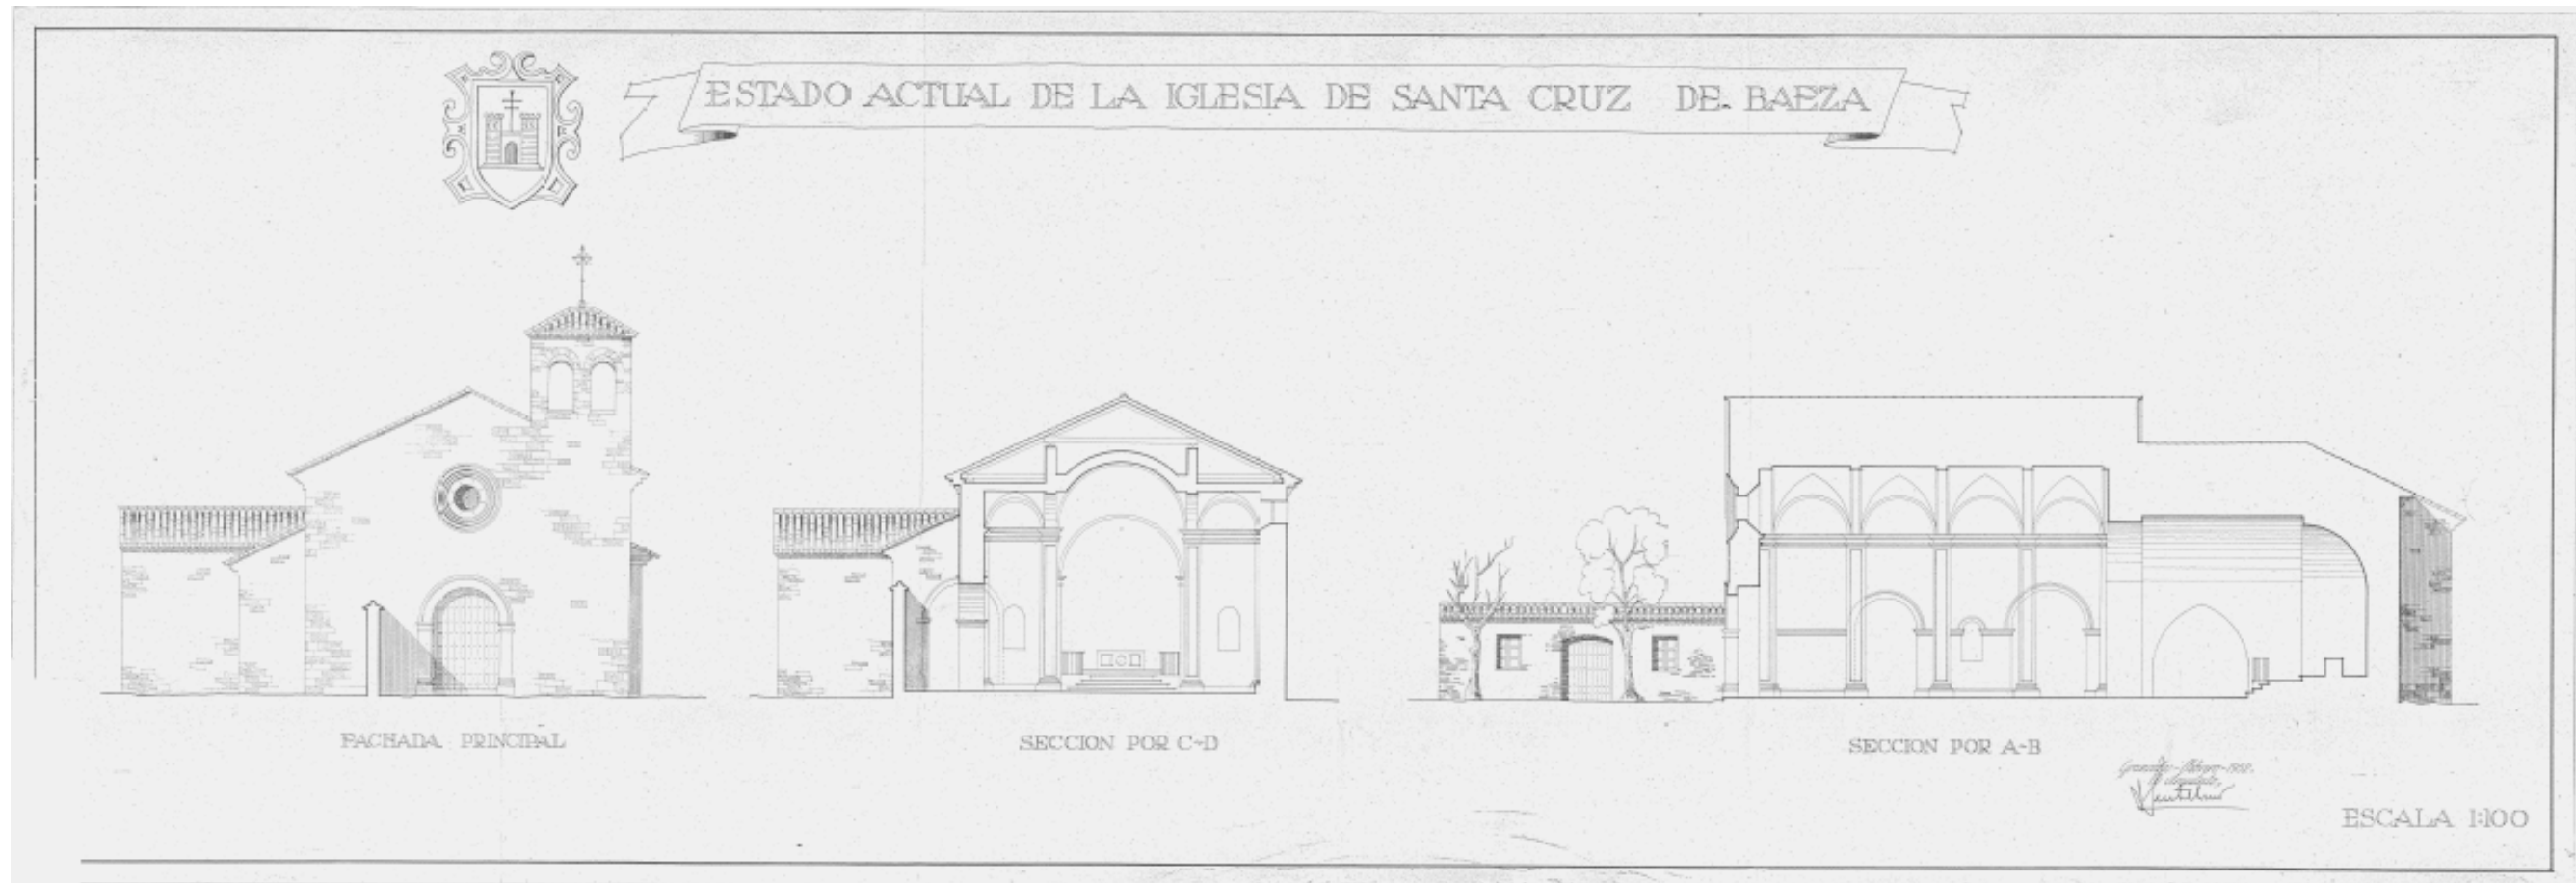 ESTADO ACTUAL DE LA IGLESIA DE SANTA CRUZ DE BAEZA
FACHADA PRINCIPAL
SECCION POR C-D
SECCION POR A-B
Granada-
ESCALA 1:100